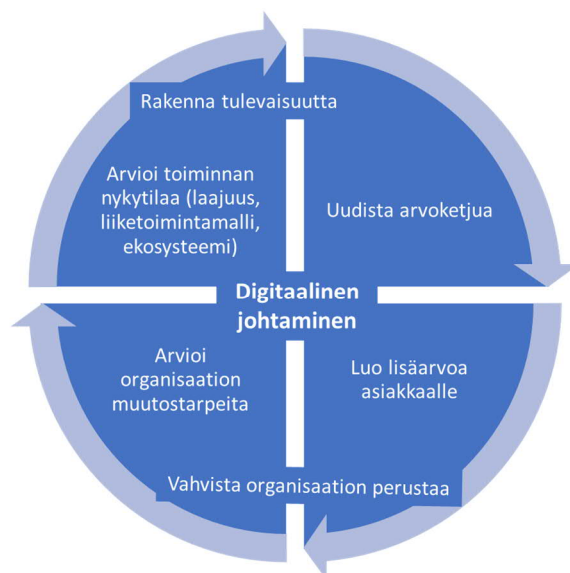 Rakenna tulevaisuutta
Arvioi toiminnan
nykytilaa (laajuus,
liiketoimintamalli,
ekosysteemi)
Uudista arvoketjua
Digitaalinen
johtaminen
Arvioi
organisaation
muutostarpeita
Luo lisäarvoa
asiakkaalle
Vahvista organisaation perustaa